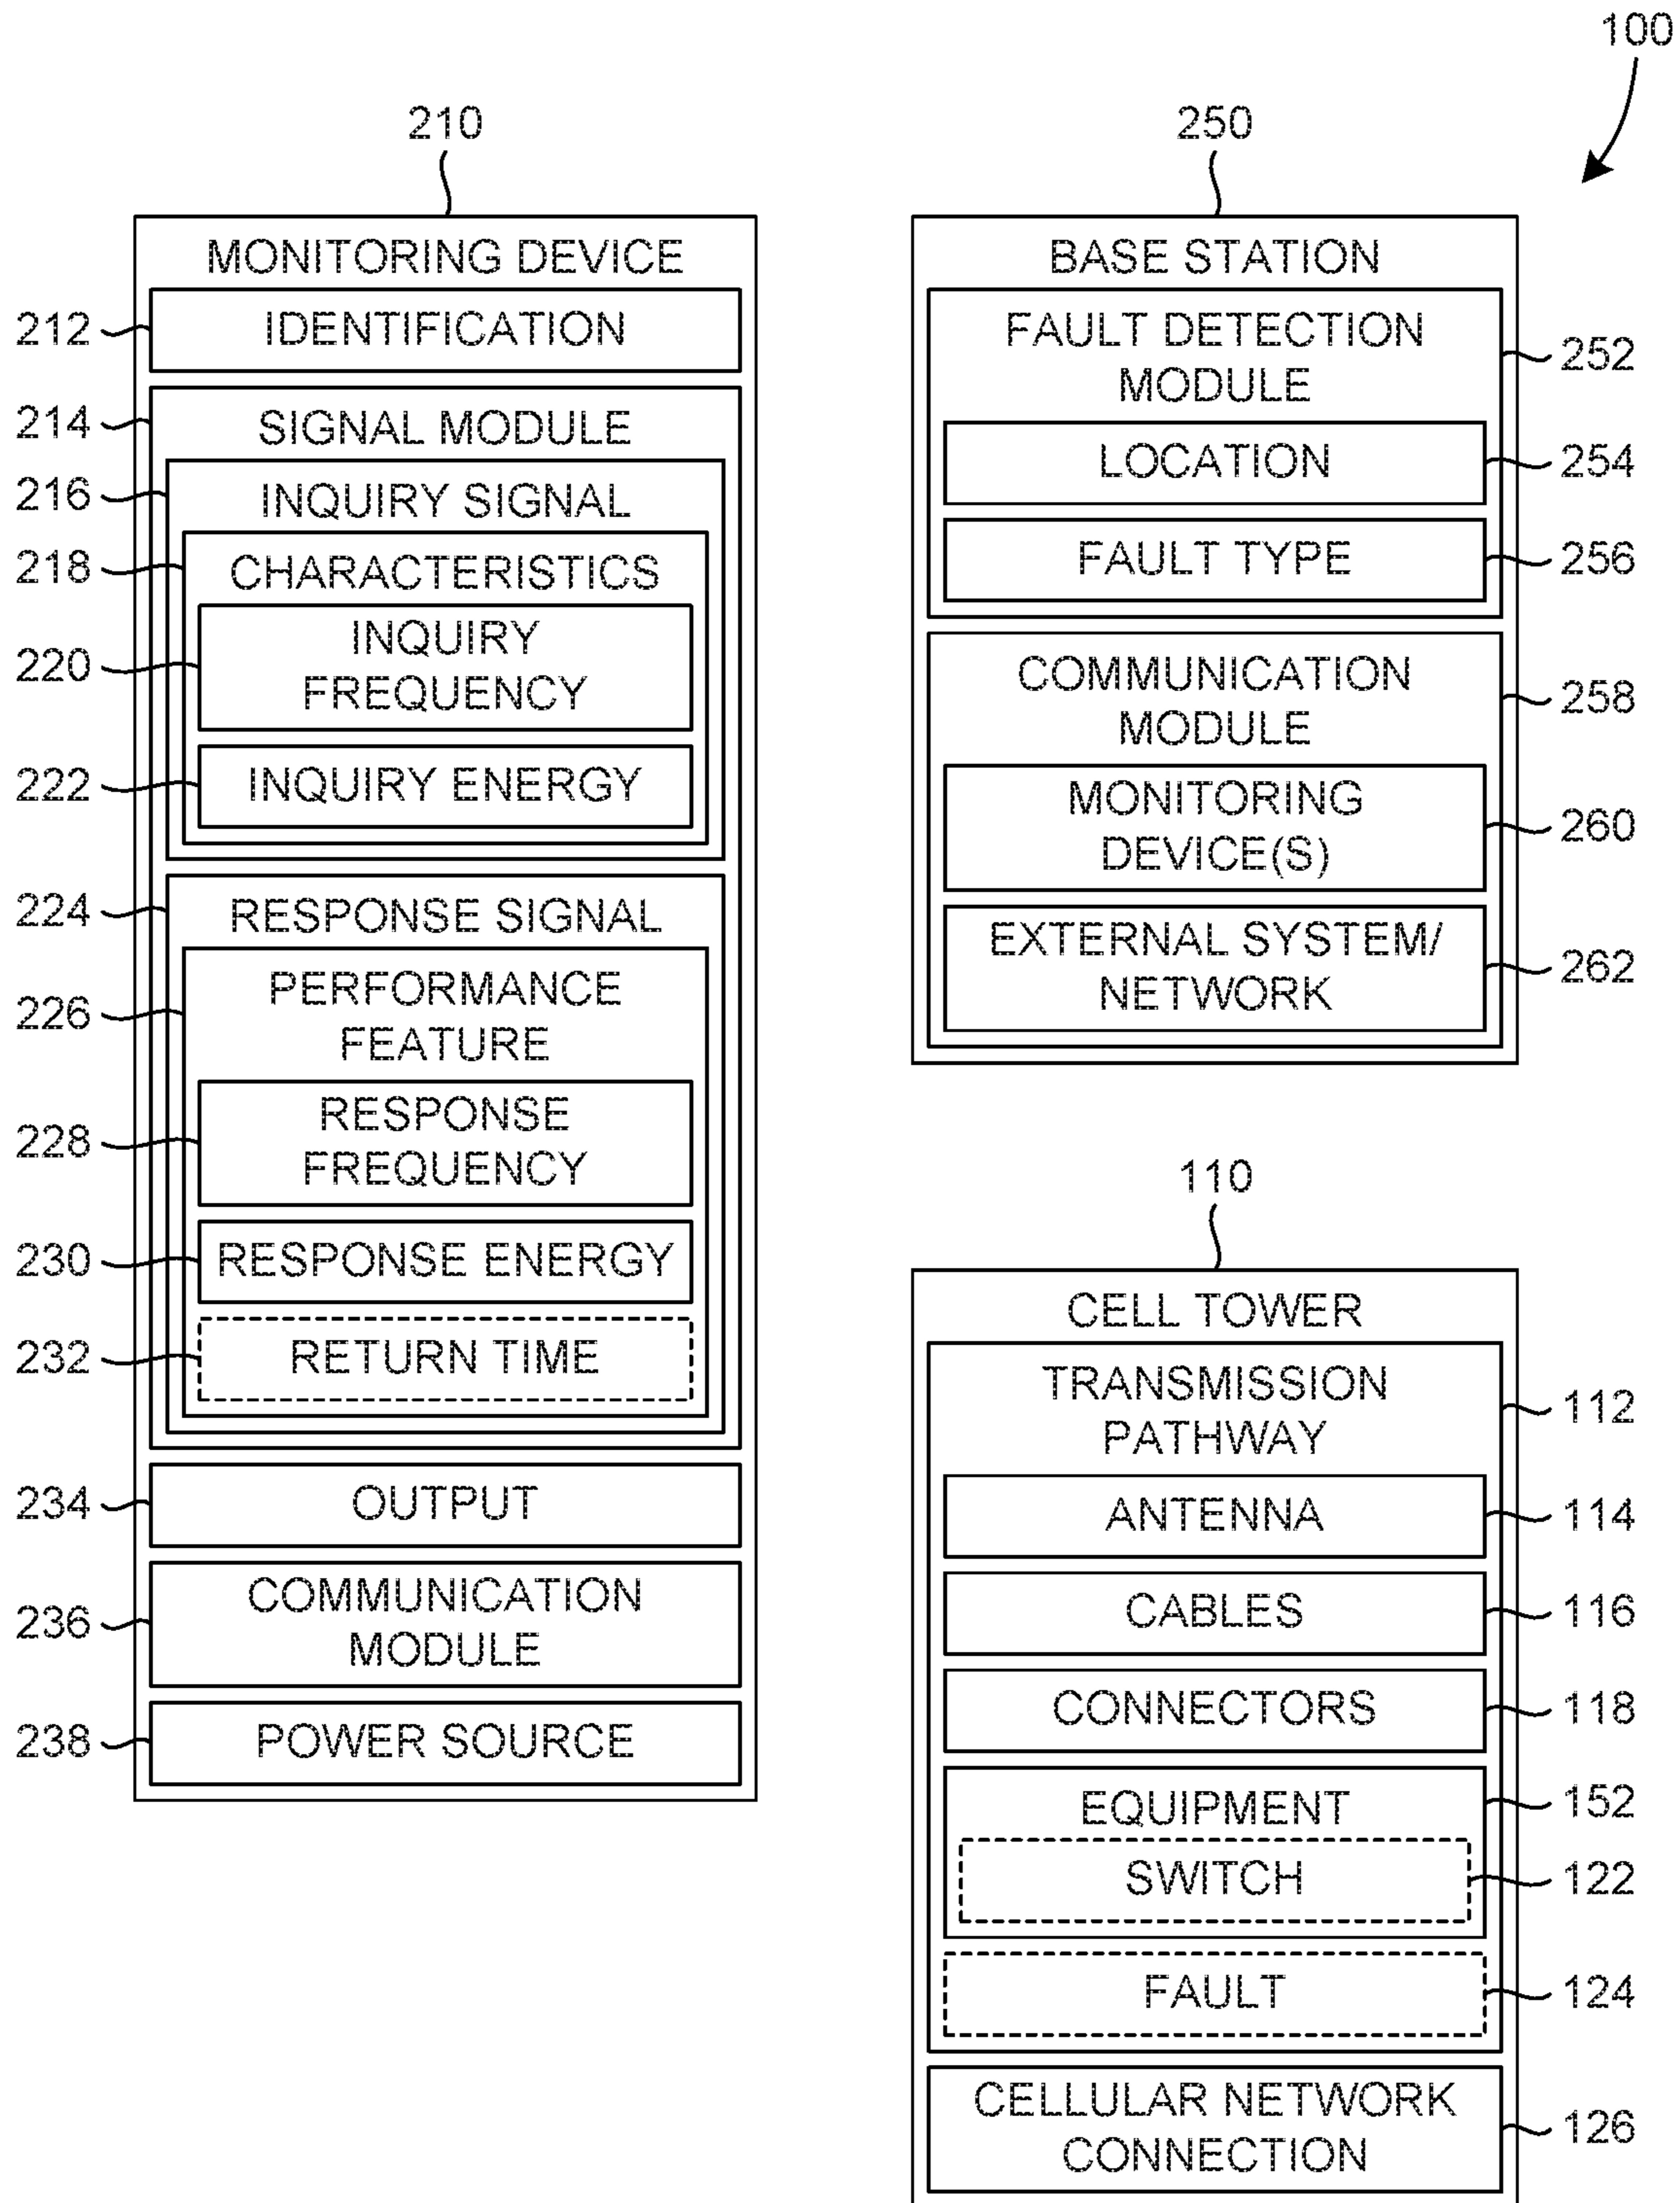 100
210
MONITORING DEVICE
212
IDENTIFICATION
214
SIGNAL MODULE
216
INQUIRY SIGNAL
218
CHARACTERISTICS
220
INQUIRY
FREQUENCY
222
INQUIRY ENERGY
224
RESPONSE SIGNAL
226
PERFORMANCE
FEATURE
228
RESPONSE
FREQUENCY
230
RESPONSE ENERGY
232
RETURN TIME
234
OUTPUT
236
COMMUNICATION
MODULE
238
POWER SOURCE
250
BASE STATION
FAULT DETECTION
MODULE
252
LOCATION
254
FAULT TYPE
256
COMMUNICATION
MODULE
258
MONITORING
DEVICE(S)
260
EXTERNAL SYSTEM/
NETWORK
262
110
CELL TOWER
TRANSMISSION
PATHWAY
112
ANTENNA
114
CABLES
116
CONNECTORS
118
EQUIPMENT
152
SWITCH
122
FAULT
124
CELLULAR NETWORK
CONNECTION
126